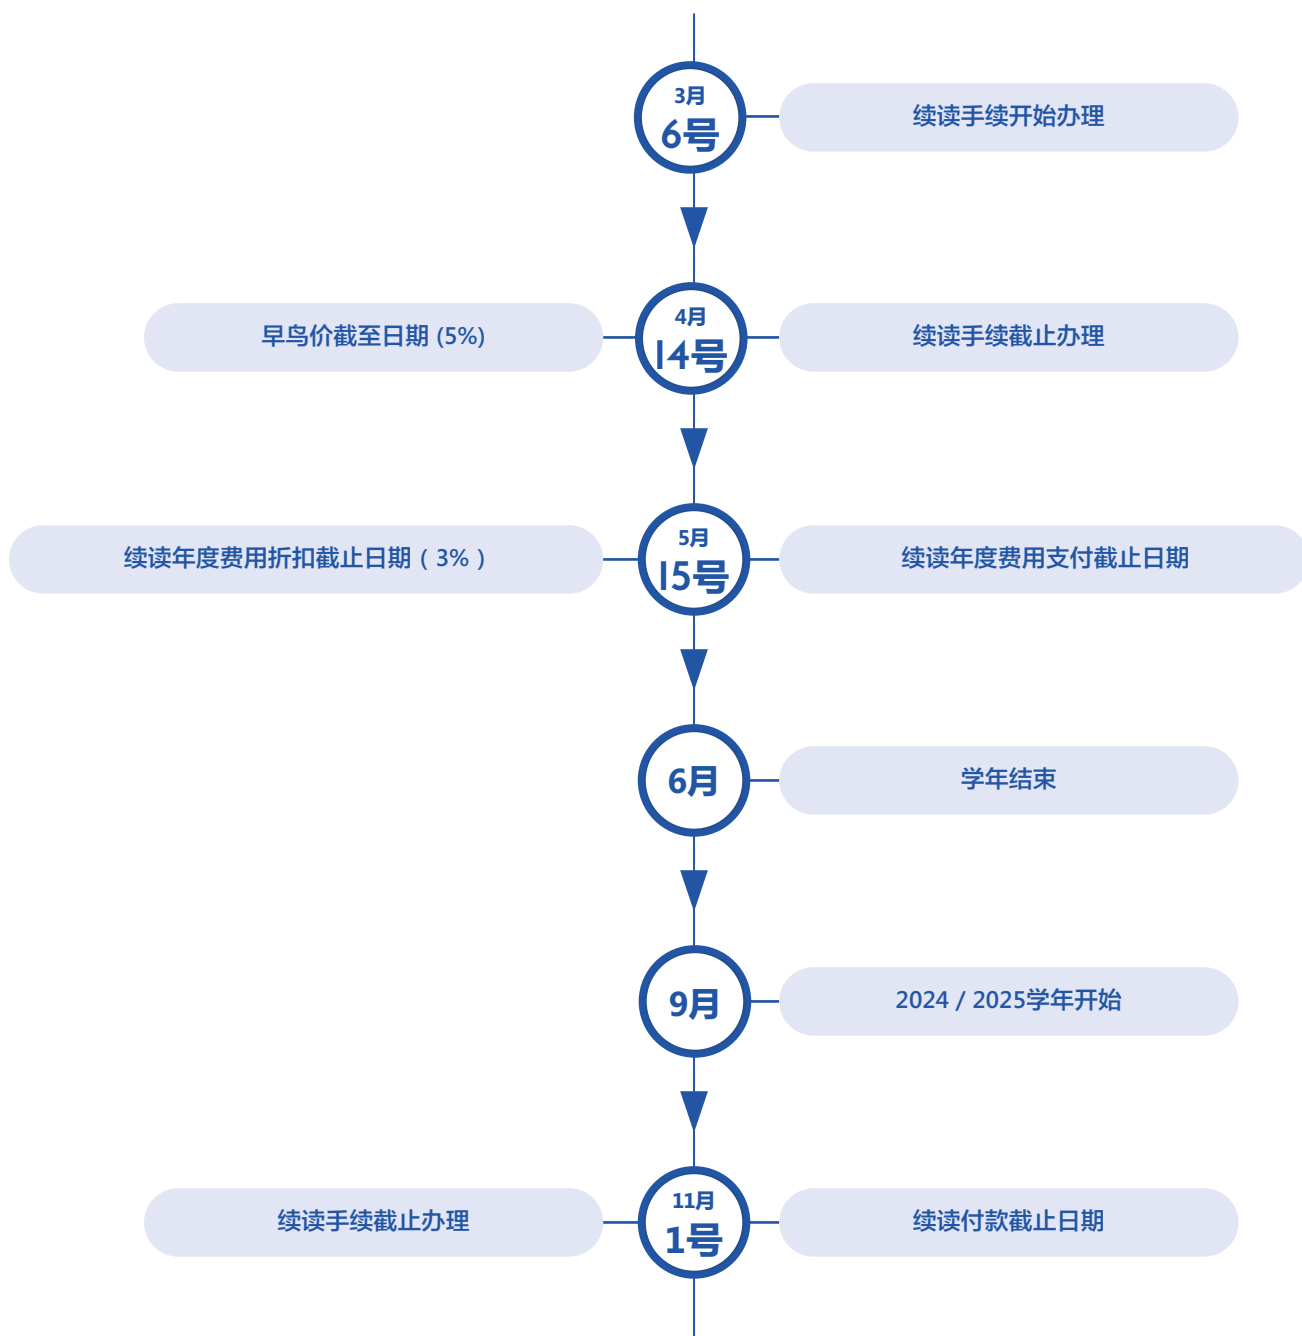 3月
6号
续读手续开始办理
早鸟价截至日期 (5%)
4月
14号
续读手续截止办理
续读年度费用折扣截止日期 ( 3% )
5月
15号
续读年度费用支付截止日期
6月
学年结束
9月
2024 / 2025学年开始
续读手续截止办理
11月
1号
续读付款截止日期